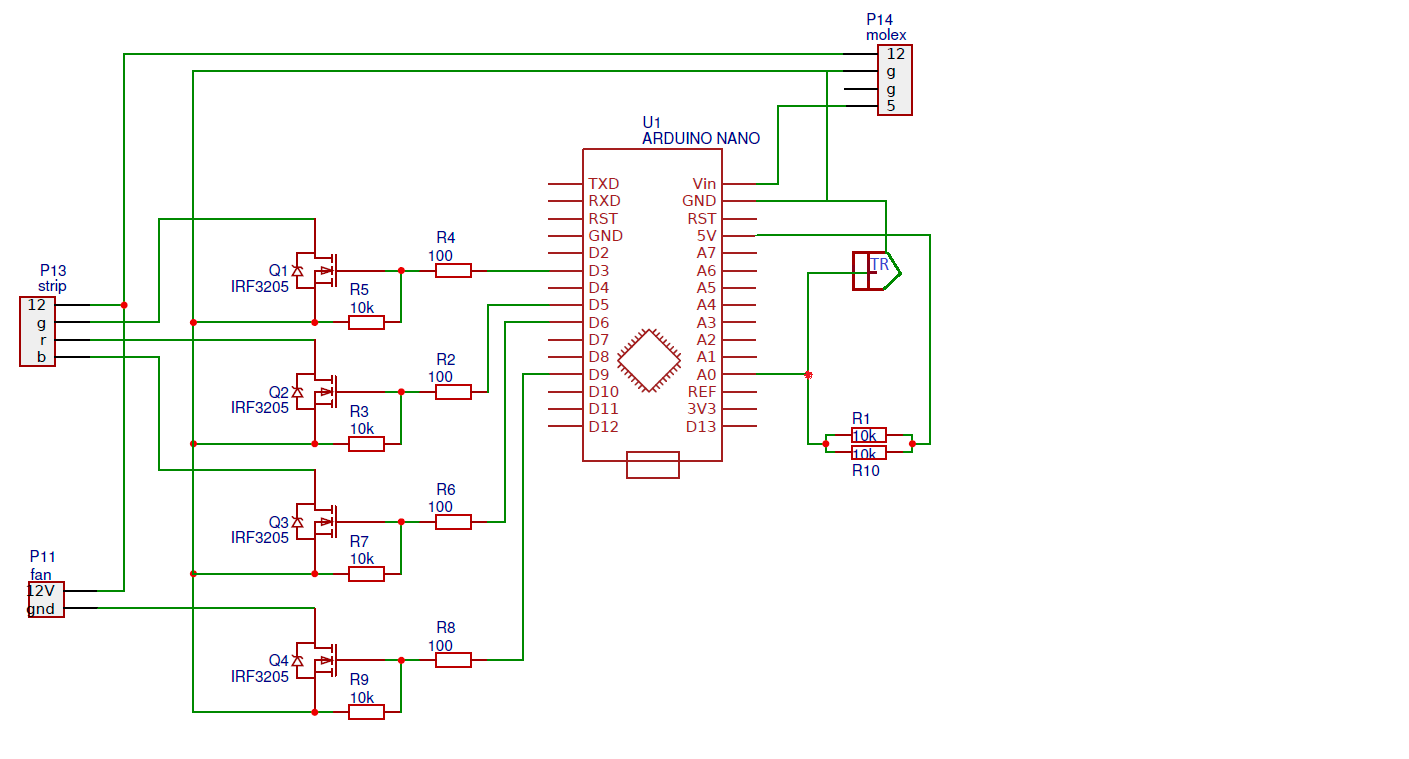 P14
molex
12
g
g
5
U1
ARDUINO NANO
TXD
RXD
RST
GND
D2
D3
D4
D5
D6
D7
D8
D9
D10
D11
D12
Vin
GND
RST
5V
A7
A6
A5
A4
A3
A2
A1
A0
REF
3V3
D13
TR
R1
10k
10k
R10
P13
strip
12
g
r
b
Q1
IRF3205
R4
100
R5
10k
Q2
IRF3205
R2
100
R3
10k
Q3
IRF3205
R6
100
R7
10k
P11
fan
12V
gnd
Q4
IRF3205
R8
100
R9
10k